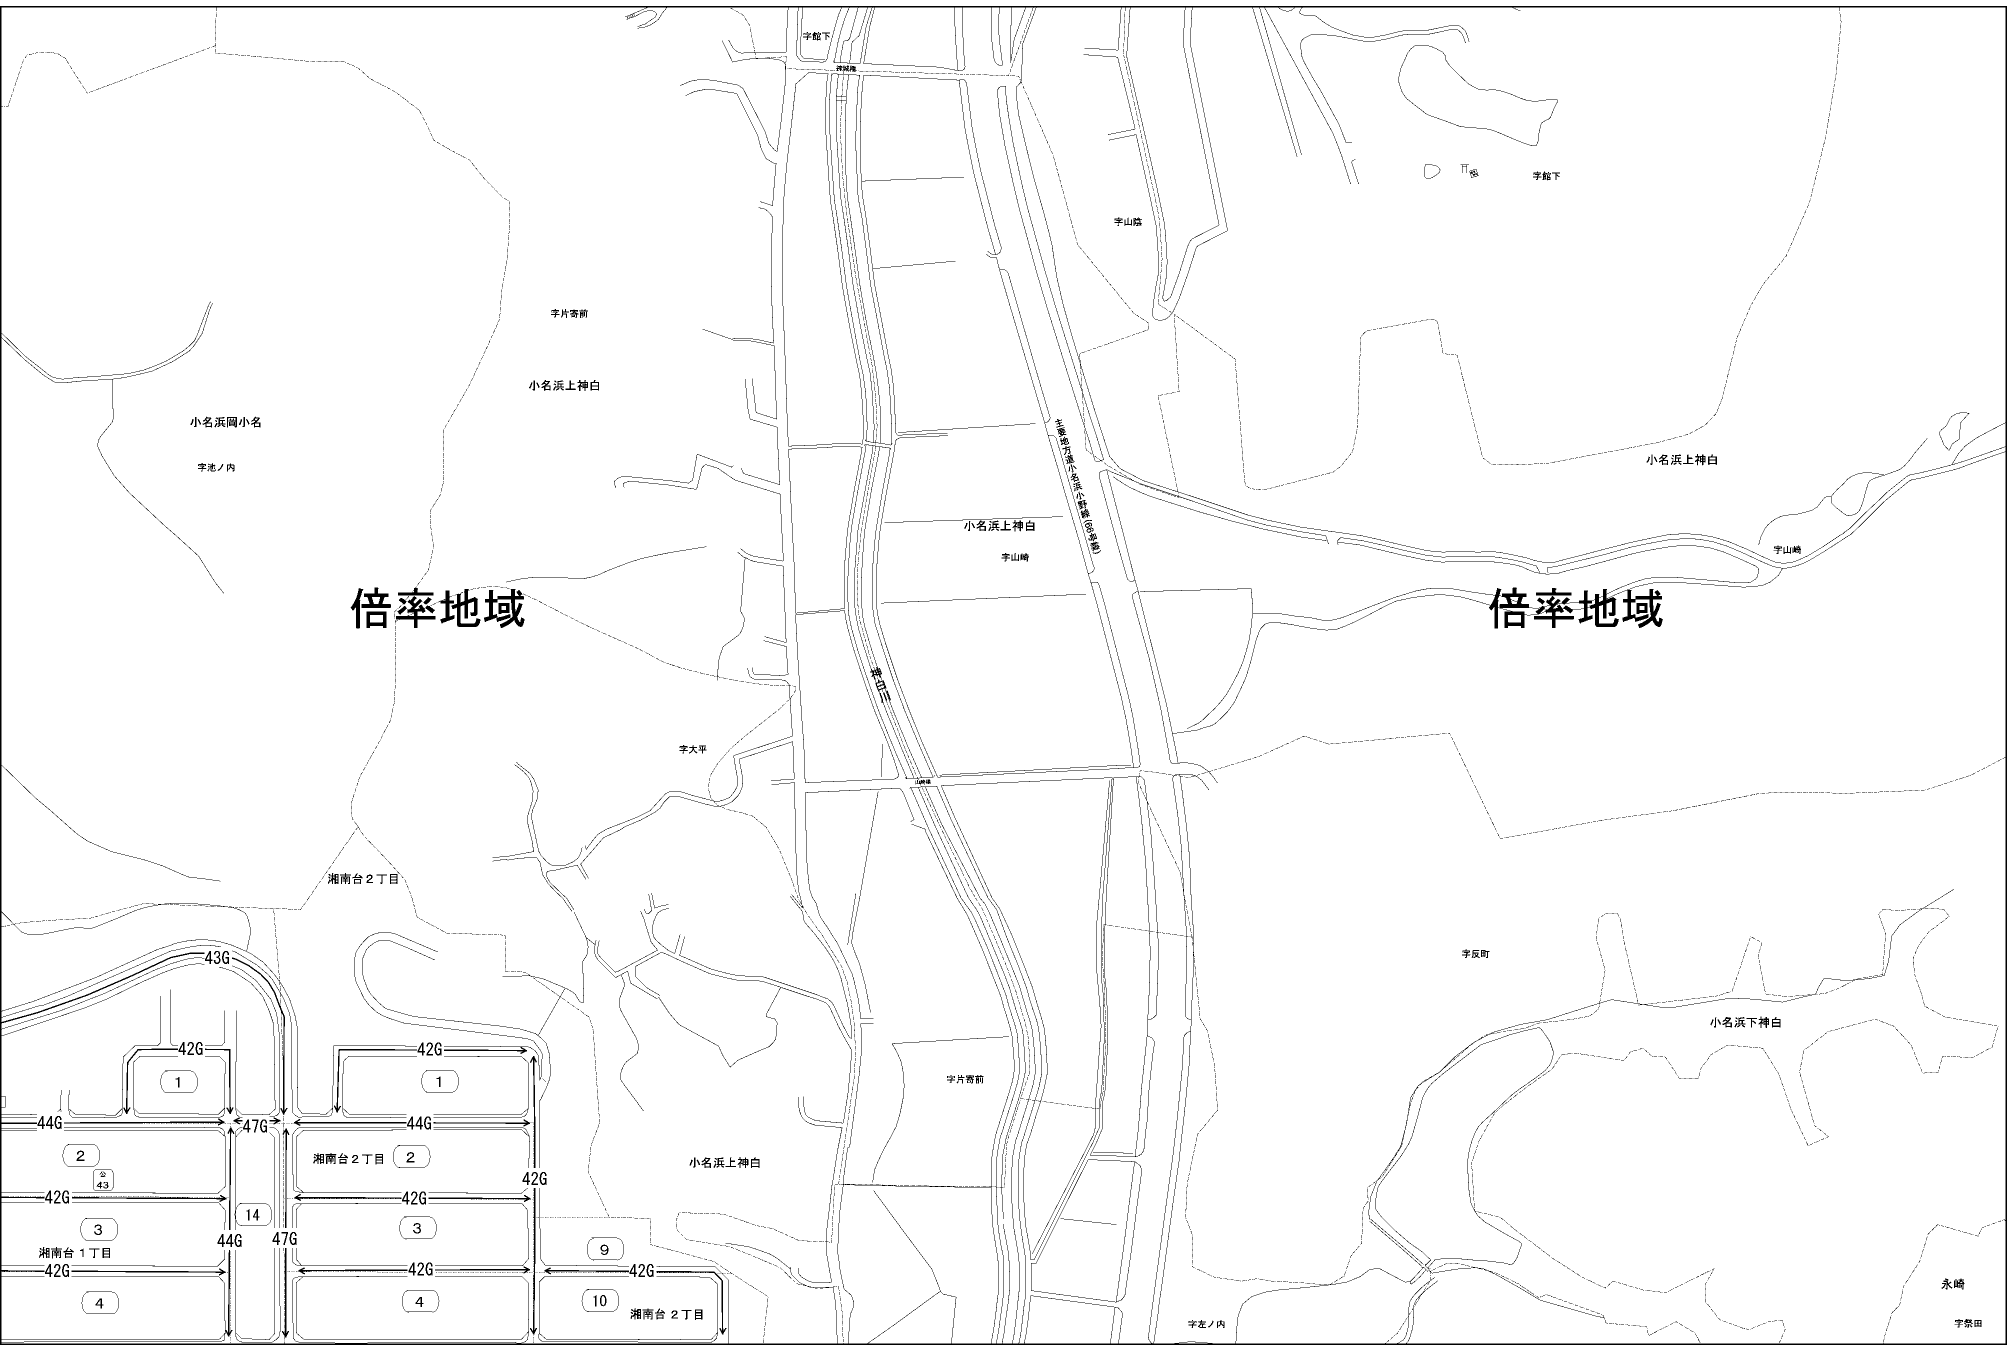 字館下
神城橋
字館下
字山陰
字片寄前
小名浜上神白
小名浜岡小名
字池ノ内
主要地方道小名浜小野線(66号線)
小名浜上神白
小名浜上神白
字山崎
字山崎
倍率地域
倍率地域
神白川
字大平
山崎橋
湘南台2丁目
字反町
43G
小名浜下神白
42G
42G
1
1
字片寄前
44G
47G
44G
2
湘南台2丁目
2
小名浜上神白
公
43
42G
42G
42G
14
3
3
44G
47G
9
湘南台1丁目
42G
42G
42G
永崎
4
4
10
湘南台2丁目
字左ノ内
字祭田